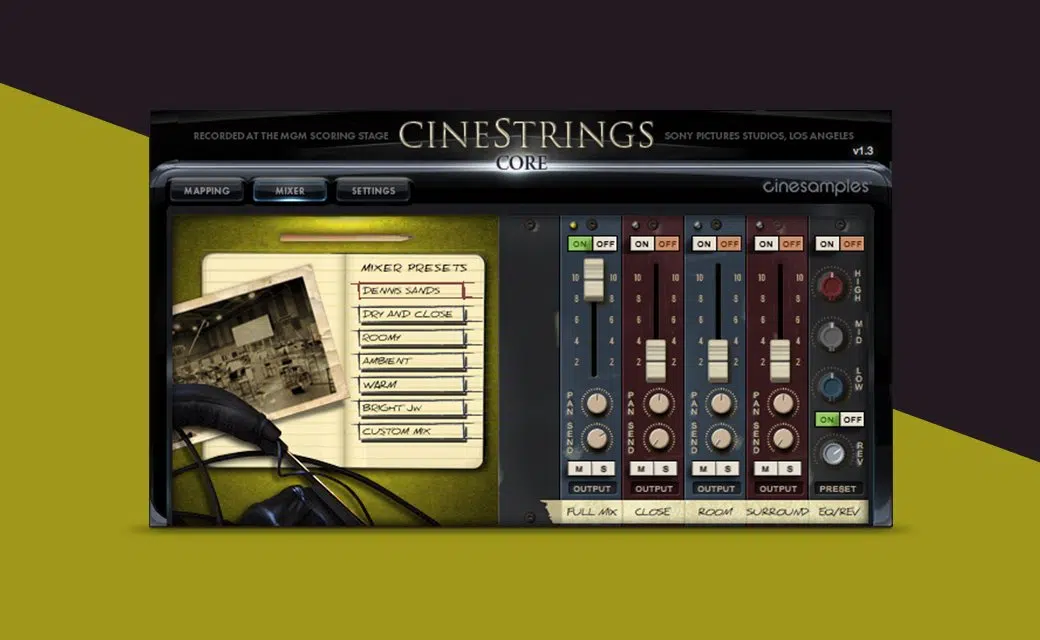 RECORDED AT THE MGM SCORING STAGE CINESTRINGS SONY PICTURES STUDIOS, LOS ANGELES
CORE
v1.3
MAPPING MIXER SETTINGS
cinesamples
MIXER PRESETS
DENNIS SANDS
DRY AND CLOSE
ROOMY
AMBIENT
WARM
BRIGHT JW
CUSTOM MIX
ON OFF ON OFF ON OFF ON OFF ON OFF
10 10 10 10 10 10 10 10
8 8 8 8 8 8 8 8
6 6 6 6 6 6 6 6
4 4 4 4 4 4 4 4
2 2 2 2 2 2 2 2
HIGH
MID
LOW
PAN PAN PAN PAN
ON OFF
SEND SEND SEND SEND REV
M S M S M S M S
OUTPUT OUTPUT OUTPUT OUTPUT PRESET
FULL MIX CLOSE ROOM SURROUND EQ/REV